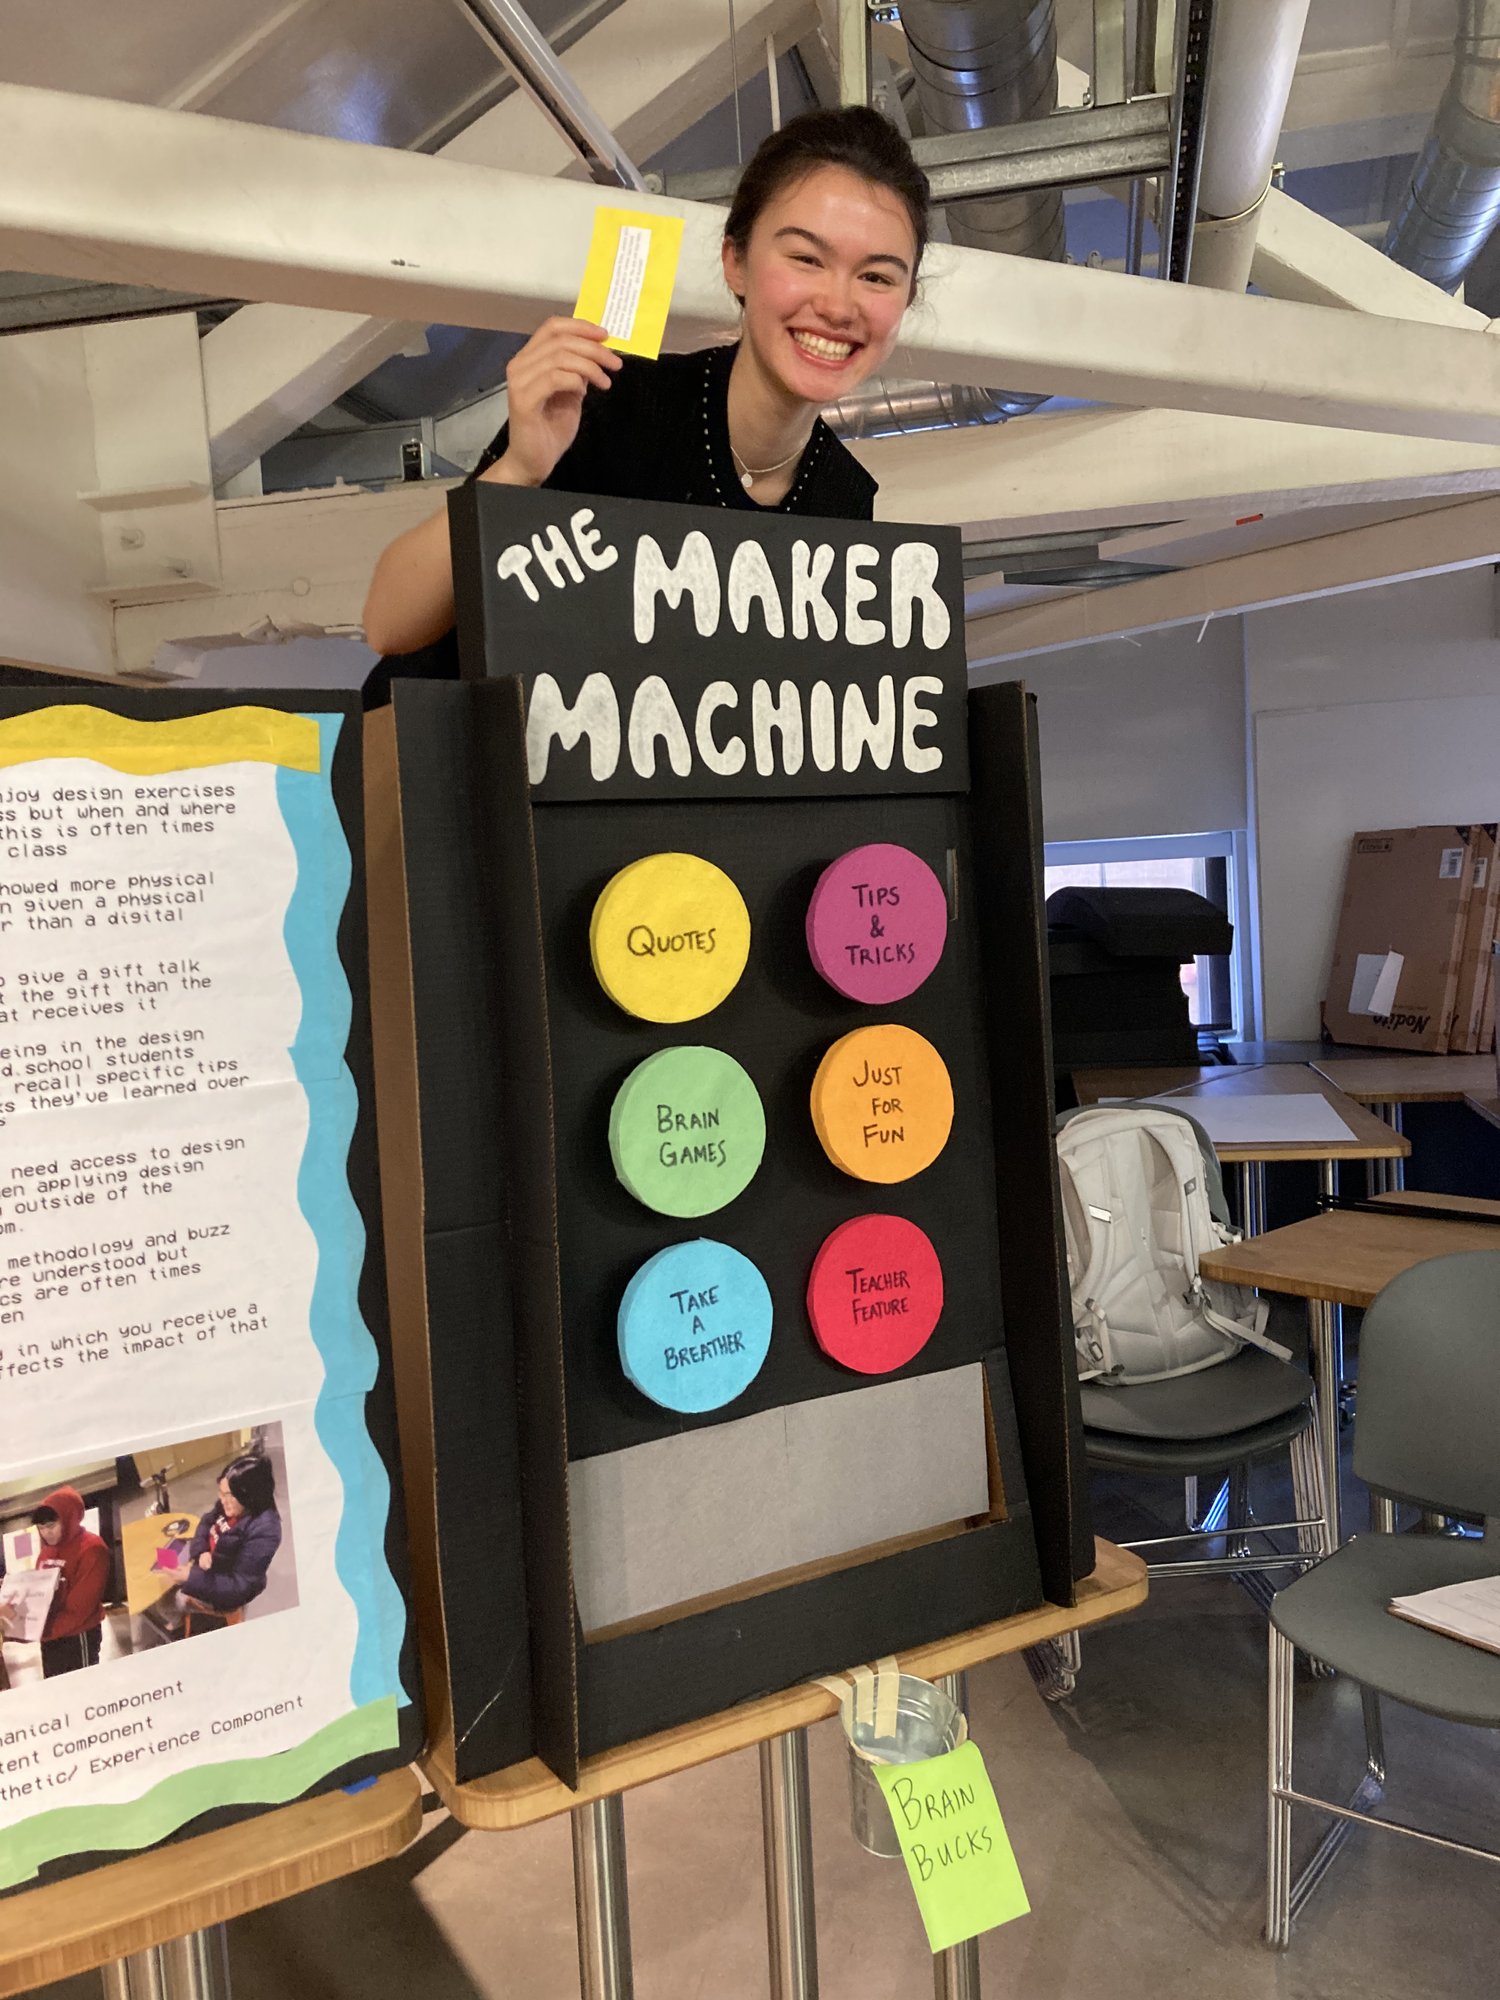 THE MAKER
MACHINE
QUOTES
TIPS
&
TRICKS
BRAIN
GAMES
JUST
FOR
FUN
TAKE
A
BREATHER
TEACHER
FEATURE
BRAIN
BUCKS
njoy design exercises
ss but when and where
this is often times
class
howed more physical
n given a physical
r than a digital
give a gift talk
t the gift than the
at receives it
eing in the design
d.school students
recall specific tips
ks they've learned over
s
need access to design
en applying design
outside of the
om.
methodology and buzz
re understood but
cs are often times
en
y in which you receive a
ffects the impact of that
hanical Component
tent Component
thetic/ Experience Component